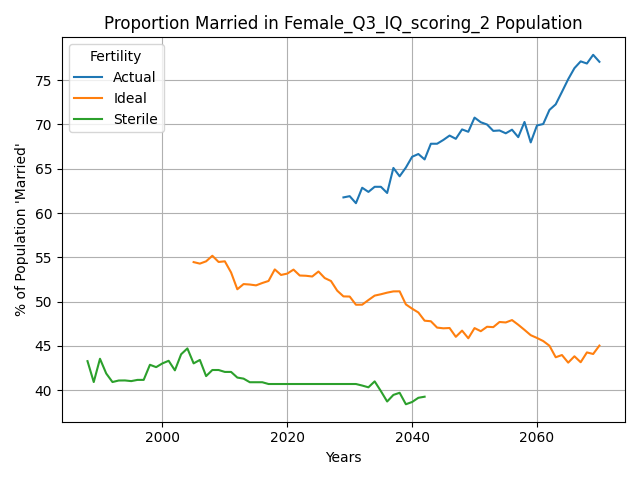 Proportion Married in Female_Q3_IQ_scoring_2 Population
% of Population 'Married'
75
70
65
60
55
50
45
40
Fertility
Actual
Ideal
Sterile
2000
2020
2040
2060
Years